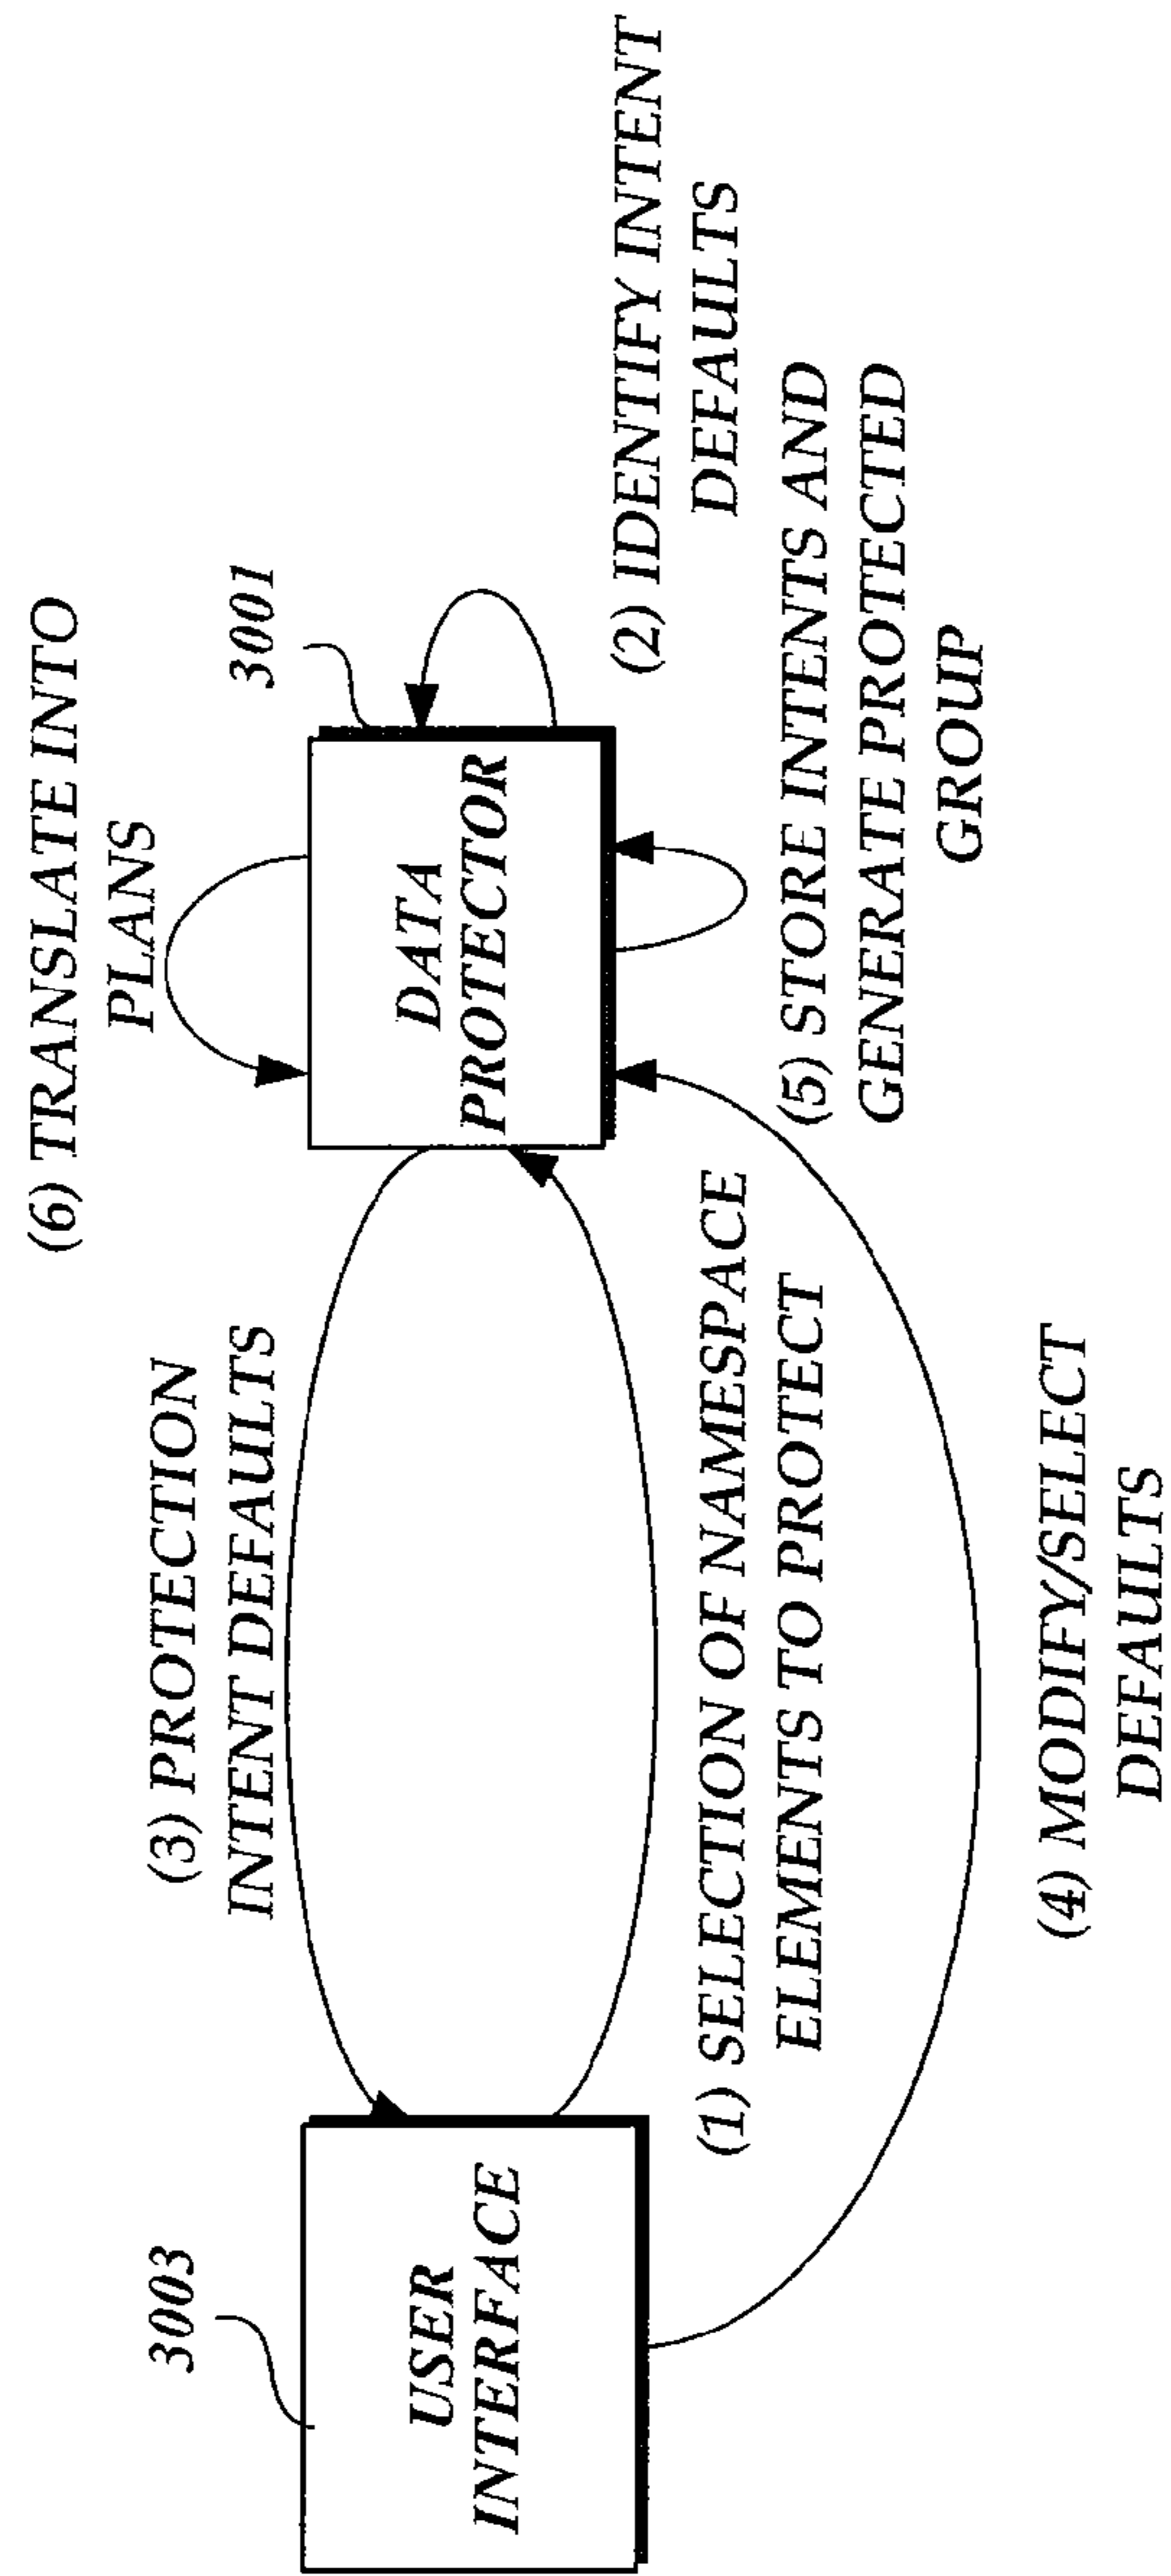 (6) TRANSLATE INTO
PLANS
(3) PROTECTION
INTENT DEFAULTS
3003
3001
USER
INTERFACE
DATA
PROTECTOR
(2) IDENTIFY INTENT
DEFAULTS
(1) SELECTION OF NAMESPACE
ELEMENTS TO PROTECT
(5) STORE INTENTS AND
GENERATE PROTECTED
GROUP
(4) MODIFY/SELECT
DEFAULTS